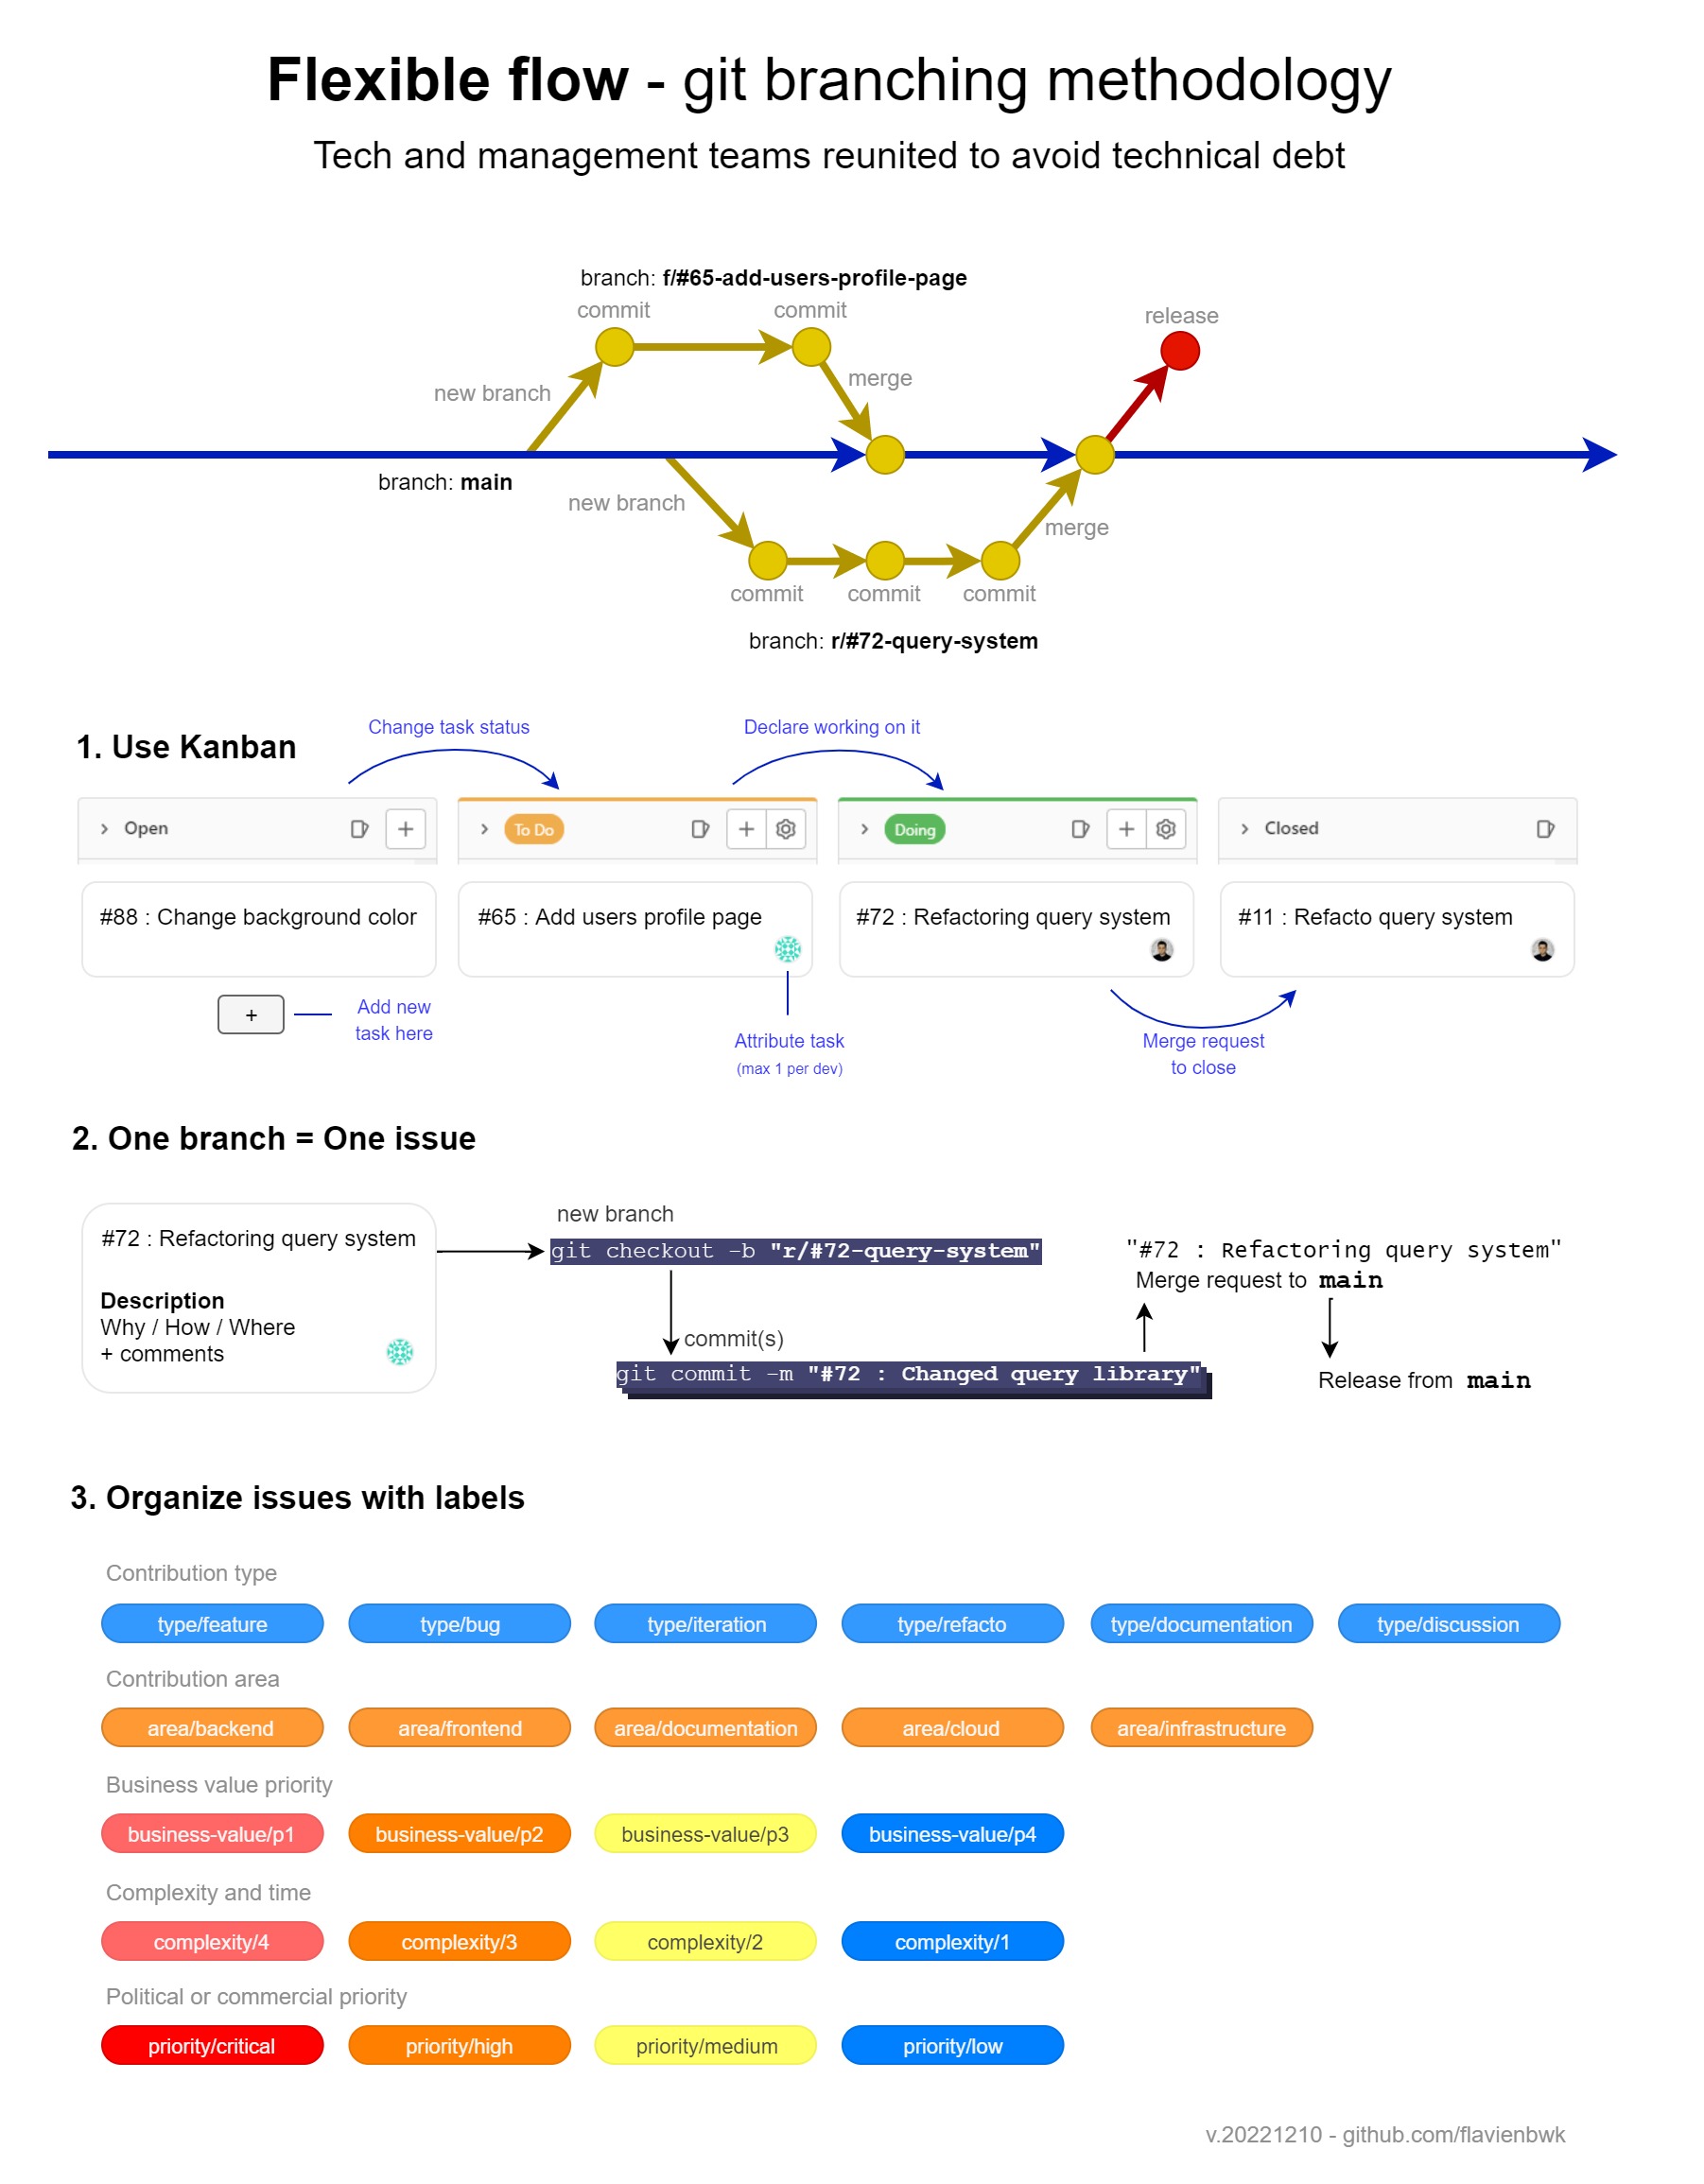 Flexible flow - git branching methodology
Tech and management teams reunited to avoid technical debt
branch: f/#65-add-users-profile-page
commit
commit
release
new branch
merge
branch: main
new branch
merge
commit
commit
commit
branch: r/#72-query-system
1. Use Kanban
Change task status
Declare working on it
Open
+
To Do
+
Doing
+
Closed
#88 : Change background color
#65 : Add users profile page
#72 : Refactoring query system
#11 : Refacto query system
+
Add new
task here
Attribute task
(max 1 per dev)
Merge request
to close
2. One branch = One issue
#72 : Refactoring query system
Description
Why / How / Where
+ comments
new branch
git checkout -b "r/#72-query-system"
commit(s)
git commit -m "#72 : Changed query library"
"#72 : Refactoring query system"
Merge request to main
Release from main
3. Organize issues with labels
Contribution type
type/feature
type/bug
type/iteration
type/refacto
type/documentation
type/discussion
Contribution area
area/backend
area/frontend
area/documentation
area/cloud
area/infrastructure
Business value priority
business-value/p1
business-value/p2
business-value/p3
business-value/p4
Complexity and time
complexity/4
complexity/3
complexity/2
complexity/1
Political or commercial priority
priority/critical
priority/high
priority/medium
priority/low
v.20221210 - github.com/flavienbwk